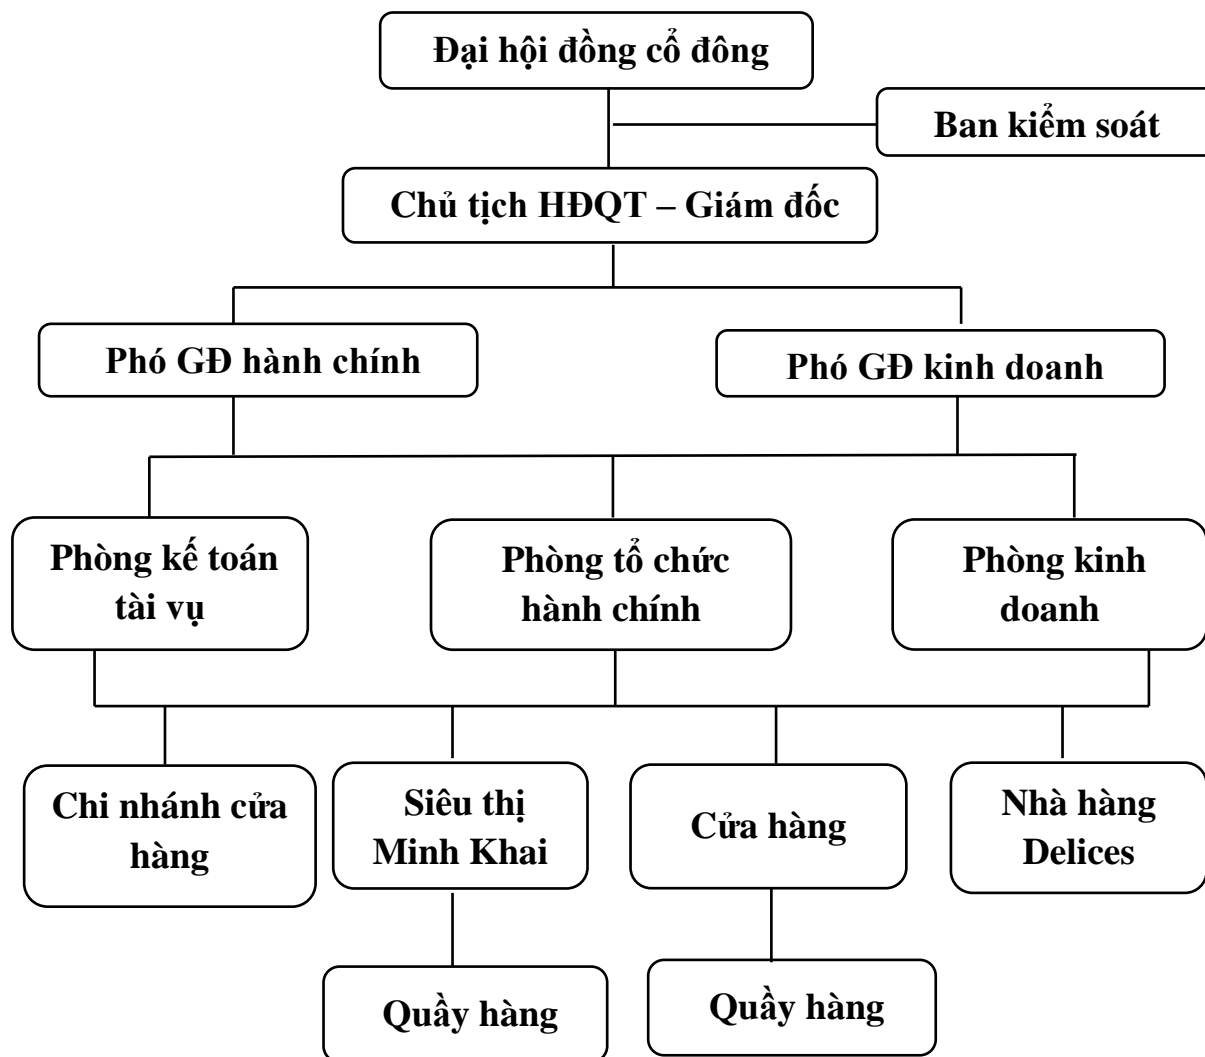 Đại hội đồng cổ đông
Ban kiểm soát
Chủ tịch HĐQT – Giám đốc
Phó GĐ hành chính
Phó GĐ kinh doanh
Phòng kế toán
tài vụ
Phòng tổ chức
hành chính
Phòng kinh
doanh
Chi nhánh cửa
hàng
Siêu thị
Minh Khai
Cửa hàng
Nhà hàng
Delices
Quầy hàng
Quầy hàng